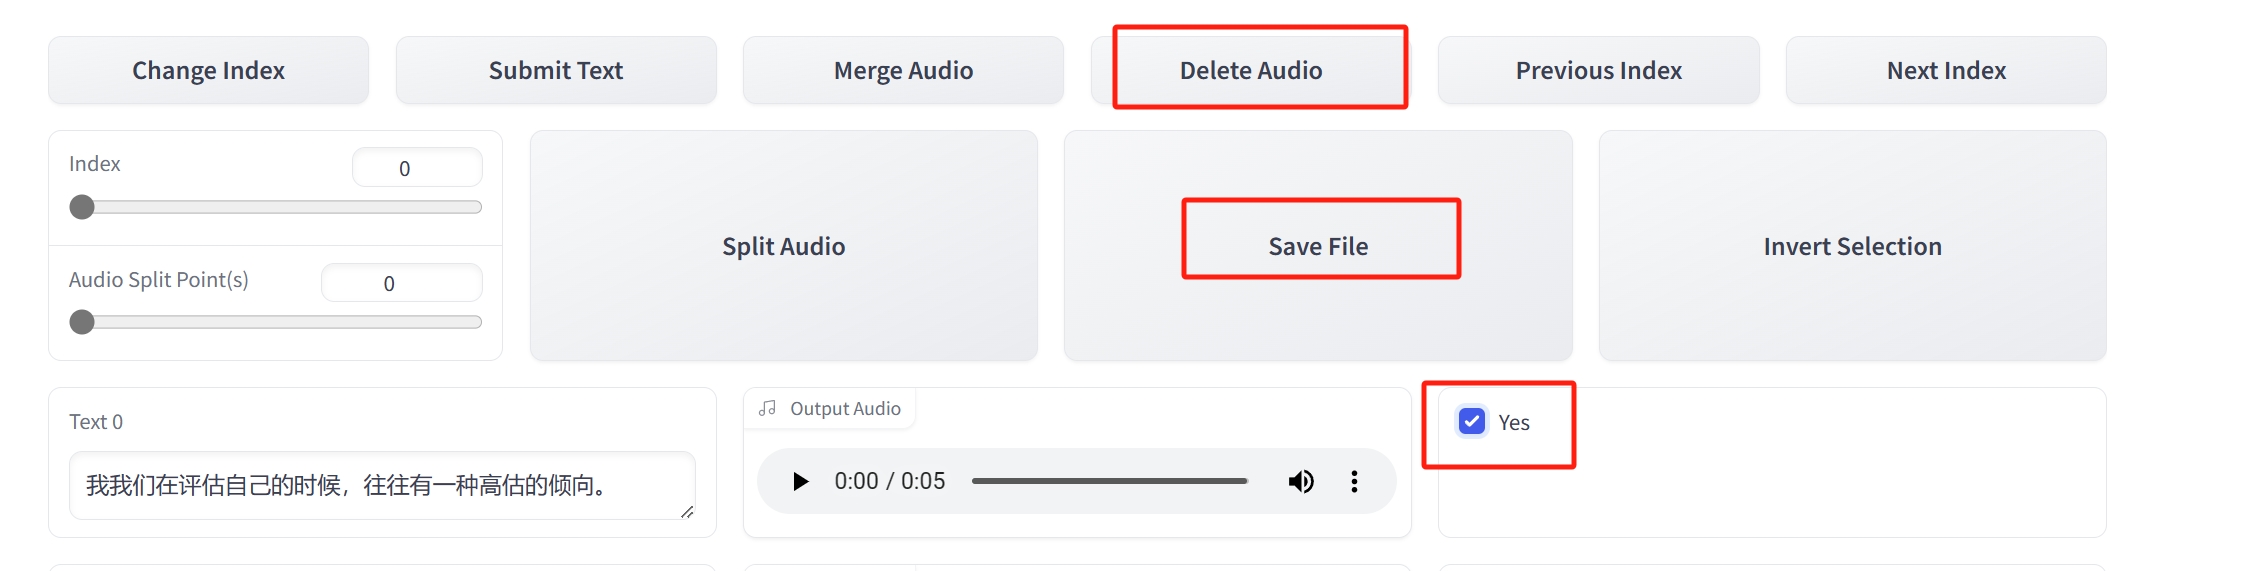 Change Index
Submit Text
Merge Audio
Delete Audio
Previous Index
Next Index
Index
0
Audio Split Point(s)
0
Split Audio
Save File
Invert Selection
Text 0
我我们在评估自己的时候，往往有一种高估的倾向。
Output Audio
0:00 / 0:05
Yes